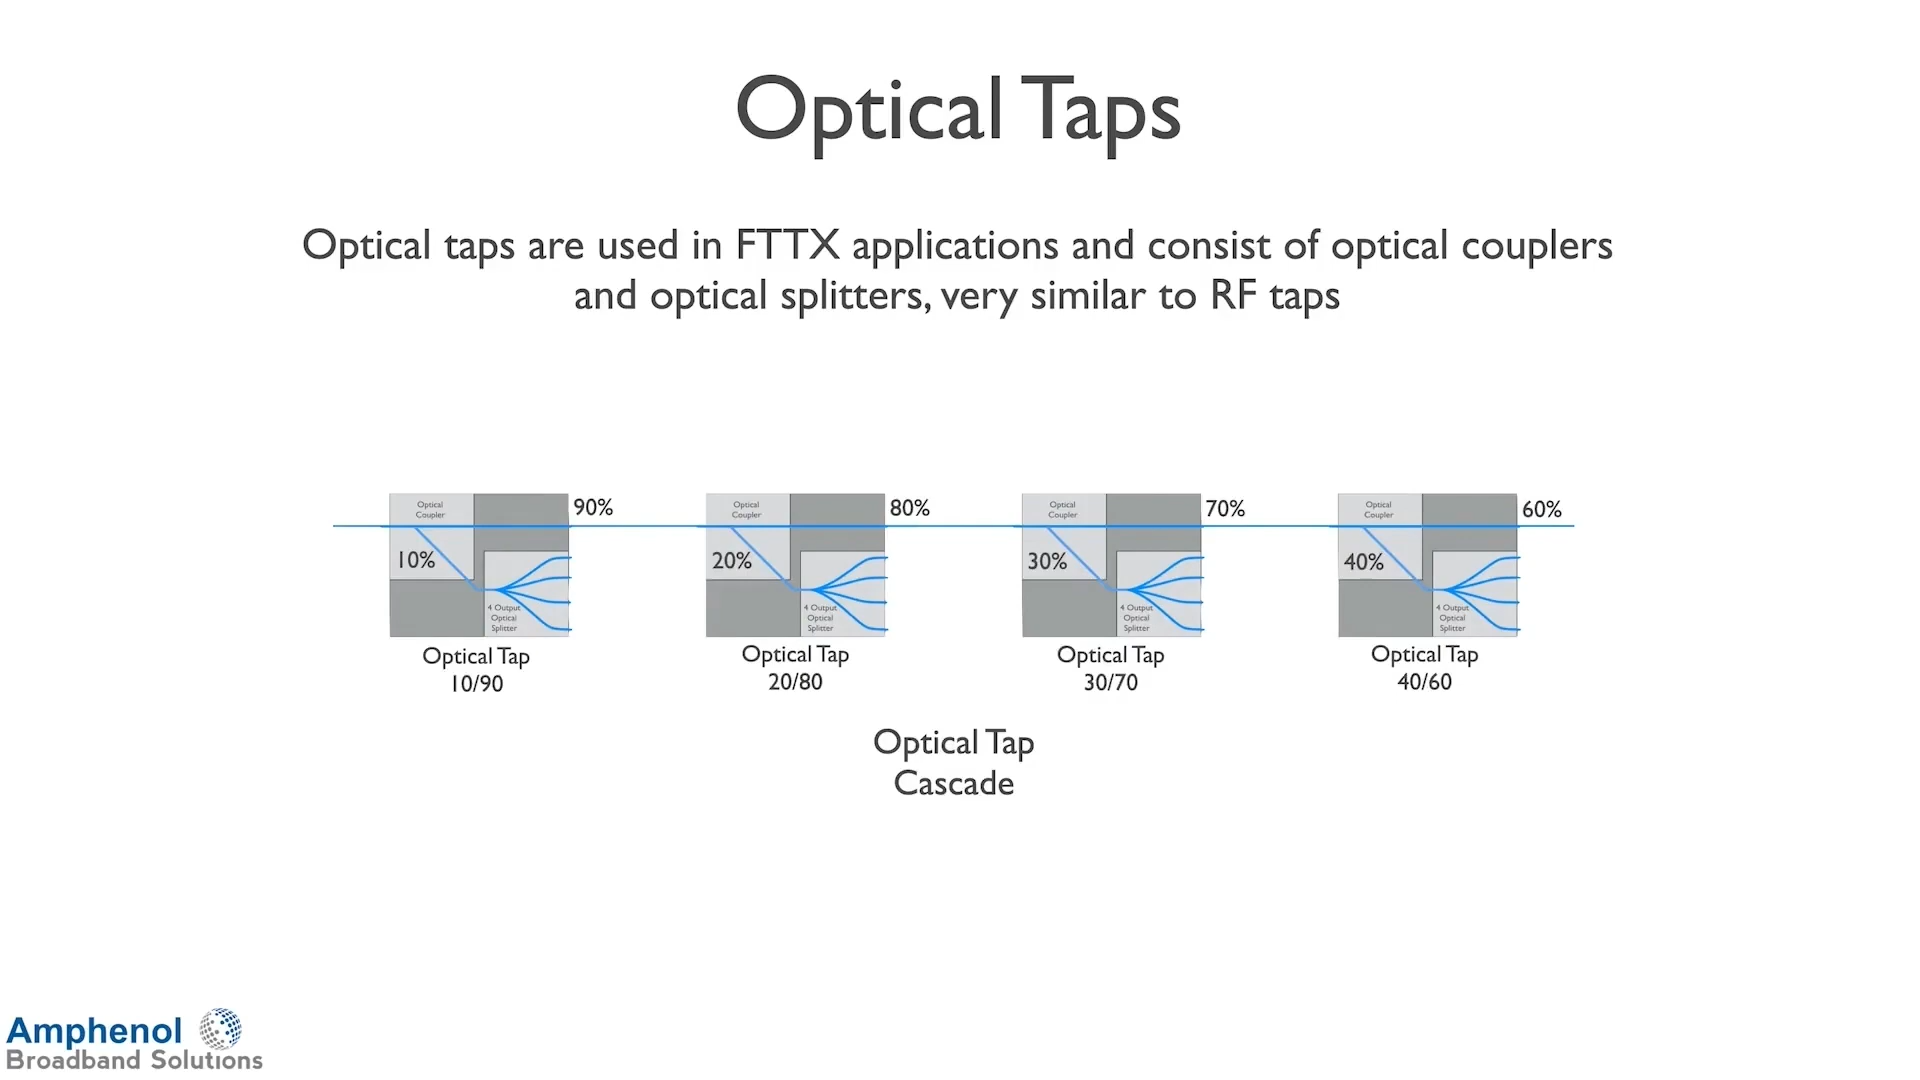 Optical Taps
Optical taps are used in FTTX applications and consist of optical couplers
and optical splitters, very similar to RF taps
Optical
Coupler
10%
90%
4 Output
Optical
Splitter
Optical Tap
10/90
Optical
Coupler
20%
80%
4 Output
Optical
Splitter
Optical Tap
20/80
Optical
Coupler
30%
70%
4 Output
Optical
Splitter
Optical Tap
30/70
Optical
Coupler
40%
60%
4 Output
Optical
Splitter
Optical Tap
40/60
Optical Tap
Cascade
Amphenol
Broadband Solutions